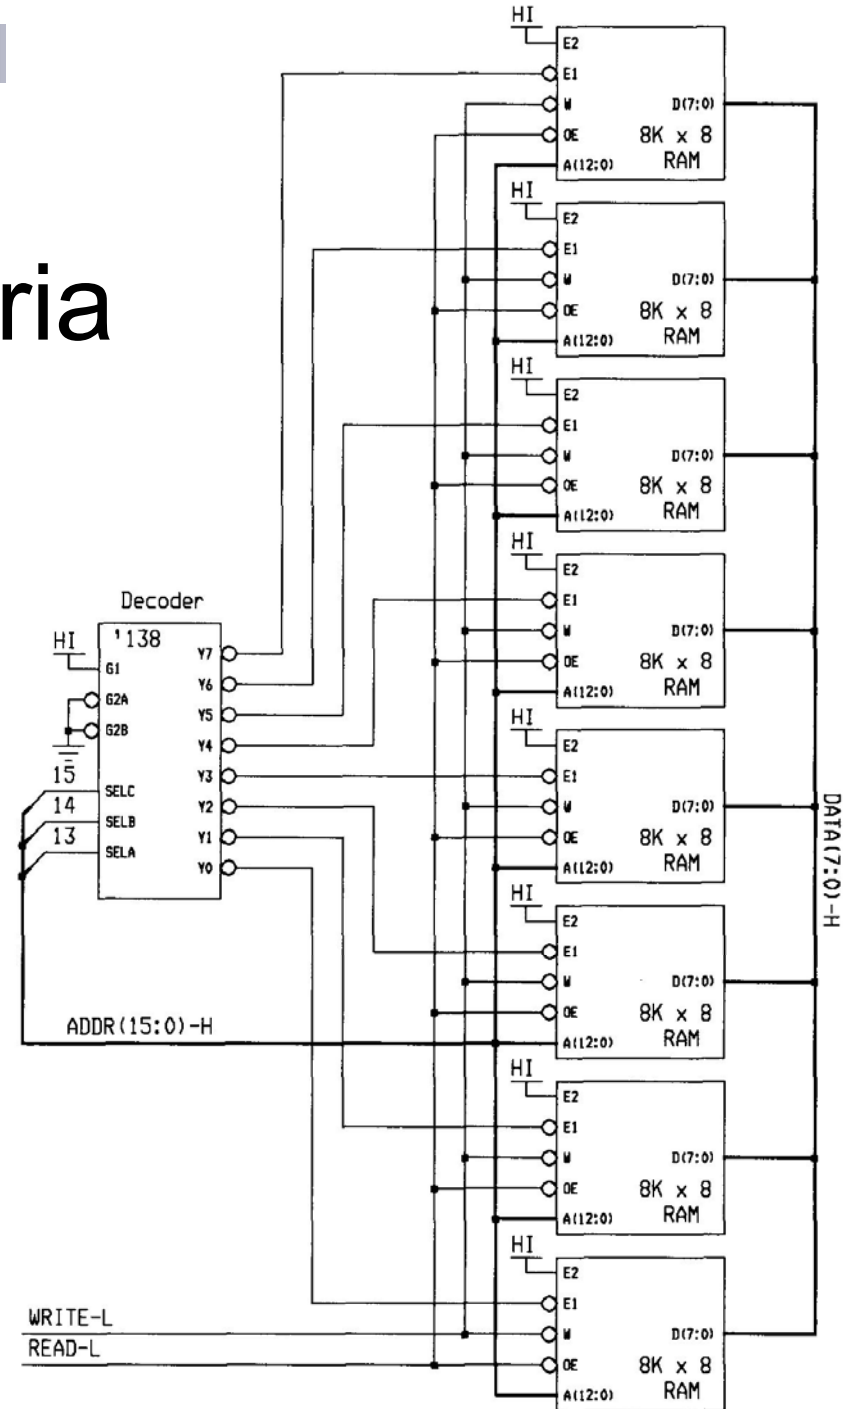 ria
HI
E2
E1
W
D(7:0)
OE
8K x 8
RAM
A(12:0)
HI
E2
E1
W
D(7:0)
OE
8K x 8
RAM
A(12:0)
HI
E2
E1
W
D(7:0)
OE
8K x 8
RAM
A(12:0)
HI
E2
E1
W
D(7:0)
OE
8K x 8
RAM
A(12:0)
HI
E2
E1
W
D(7:0)
OE
8K x 8
RAM
A(12:0)
HI
E2
E1
W
D(7:0)
OE
8K x 8
RAM
A(12:0)
HI
E2
E1
W
D(7:0)
OE
8K x 8
RAM
A(12:0)
HI
E2
E1
W
D(7:0)
OE
8K x 8
RAM
A(12:0)
Decoder
'138
HI
G1
G2A
G2B
15
SELC
14
SELB
13
SELA
Y7
Y6
Y5
Y4
Y3
Y2
Y1
Y0
ADDR(15:0)-H
WRITE-L
READ-L
DATA(7:0)-H